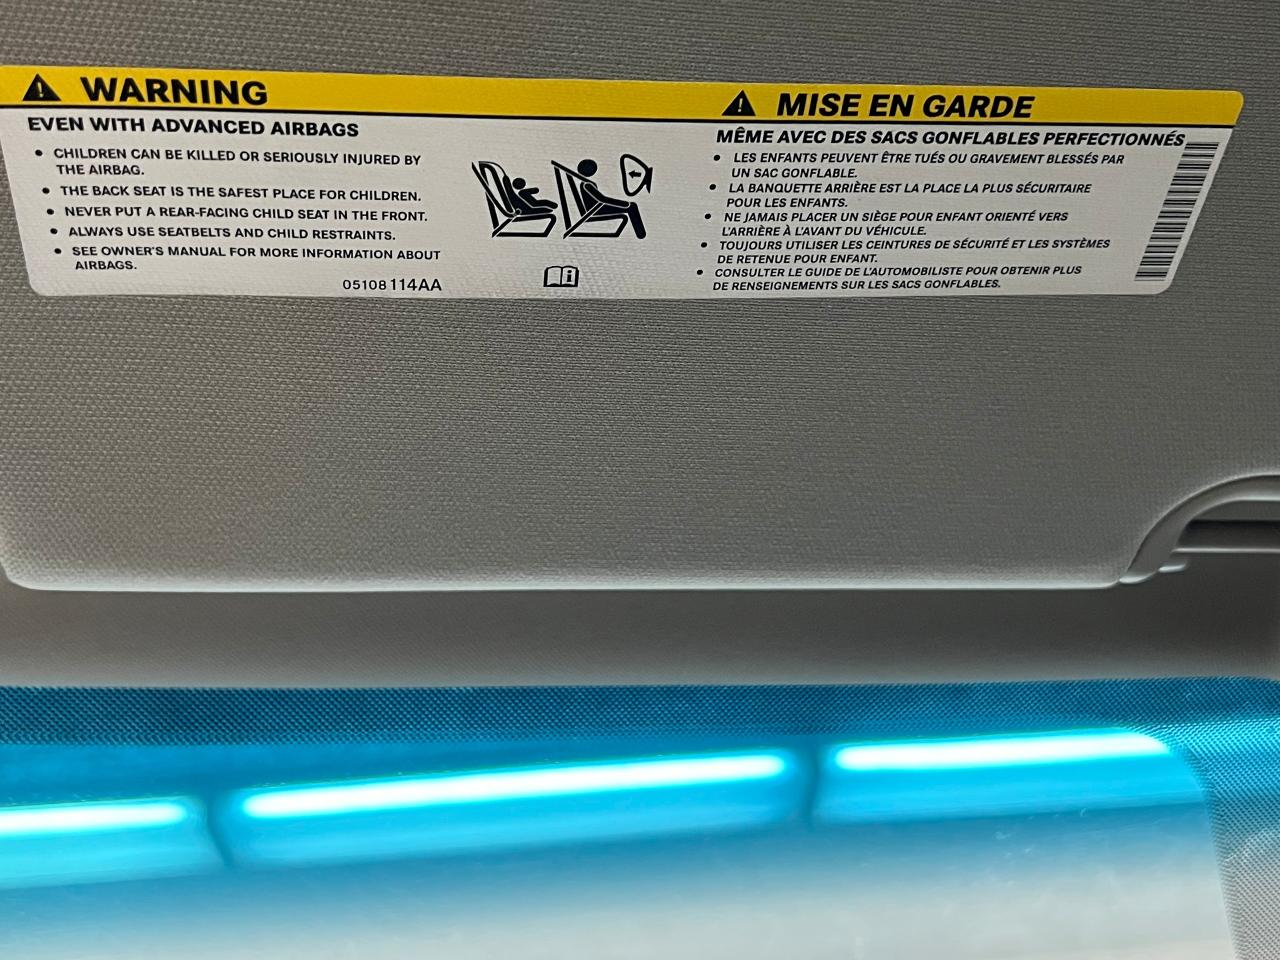 WARNING
EVEN WITH ADVANCED AIRBAGS
• CHILDREN CAN BE KILLED OR SERIOUSLY INJURED BY
THE AIRBAG.
• THE BACK SEAT IS THE SAFEST PLACE FOR CHILDREN.
• NEVER PUT A REAR-FACING CHILD SEAT IN THE FRONT.
• ALWAYS USE SEATBELTS AND CHILD RESTRAINTS.
• SEE OWNER'S MANUAL FOR MORE INFORMATION ABOUT
AIRBAGS.
05108114AA
MISE EN GARDE
MÊME AVEC DES SACS GONFLABLES PERFECTIONNÉS
• LES ENFANTS PEUVENT ÊTRE TUÉS OU GRAVEMENT BLESSÉS PAR
UN SAC GONFLABLE.
• LA BANQUETTE ARRIÈRE EST LA PLACE LA PLUS SÉCURITAIRE
POUR LES ENFANTS.
• NE JAMAIS PLACER UN SIÈGE POUR ENFANT ORIENTÉ VERS
L'ARRIÈRE À L'AVANT DU VÉHICULE.
• TOUJOURS UTILISER LES CEINTURES DE SÉCURITÉ ET LES SYSTÈMES
DE RETENUE POUR ENFANT.
• CONSULTER LE GUIDE DE L'AUTOMOBILISTE POUR OBTENIR PLUS
DE RENSEIGNEMENTS SUR LES SACS GONFLABLES.